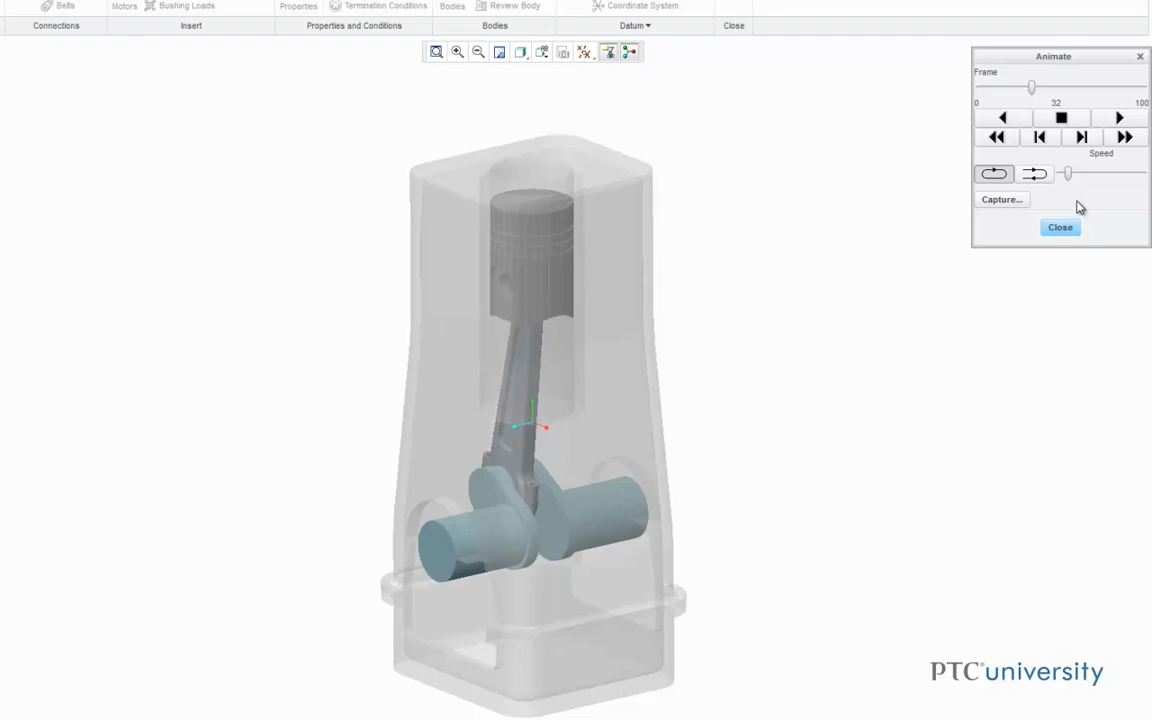 Belts
Motors
Bushing Loads
Properties
Termination Conditions
Bodies
Review Body
Coordinate System
Connections
Insert
Properties and Conditions
Bodies
Datum
Close
Animate
Frame
0 32 100
Speed
Capture...
Close
PTC® university